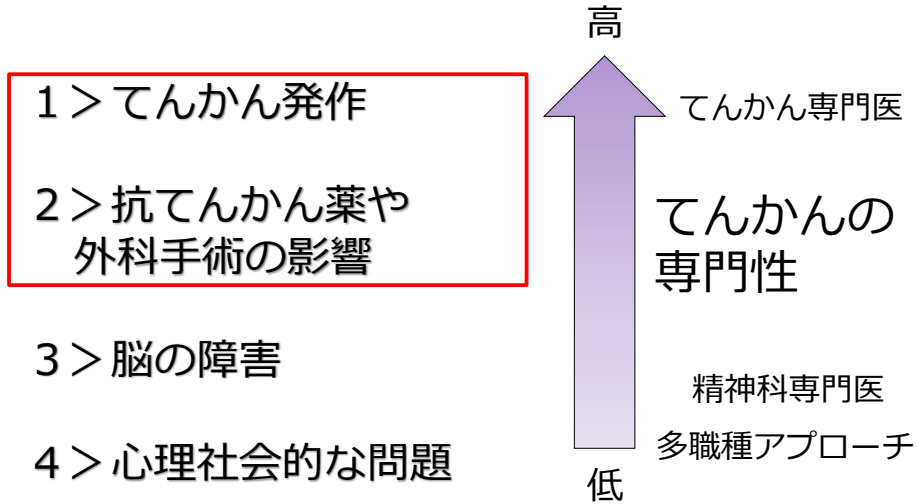 高
1＞てんかん発作
てんかん専門医
2＞抗てんかん薬や
外科手術の影響
てんかんの
専門性
3＞脳の障害
精神科専門医
多職種アプローチ
4＞心理社会的な問題
低